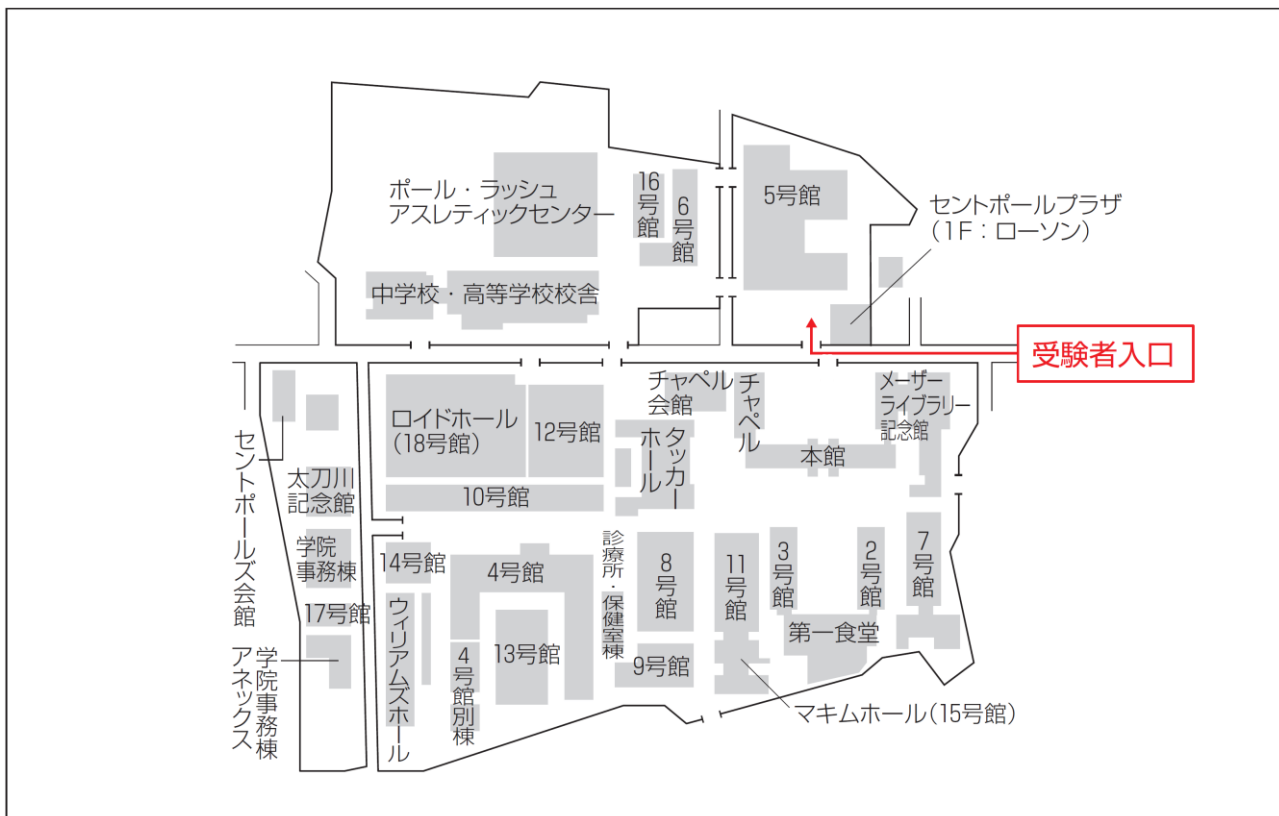 ポール・ラッシュ
アスレティックセンター
16号館
6号館
5号館
セントポールプラザ
(1F：ローソン)
中学校・高等学校校舎
受験者入口
チャペル
会館
チャペル
メーザー
ライブラリー
記念館
ロイドホール
(18号館)
12号館
タッカー
ホール
本館
セントポールズ会館
太刀川
記念館
10号館
学院
事務棟
14号館
4号館
診療所・保健室棟
8号館
11号館
3号館
2号館
7号館
17号館
ウィリアムズホール
13号館
4号館別棟
9号館
第一食堂
学院事務棟
アネックス
マキムホール(15号館)